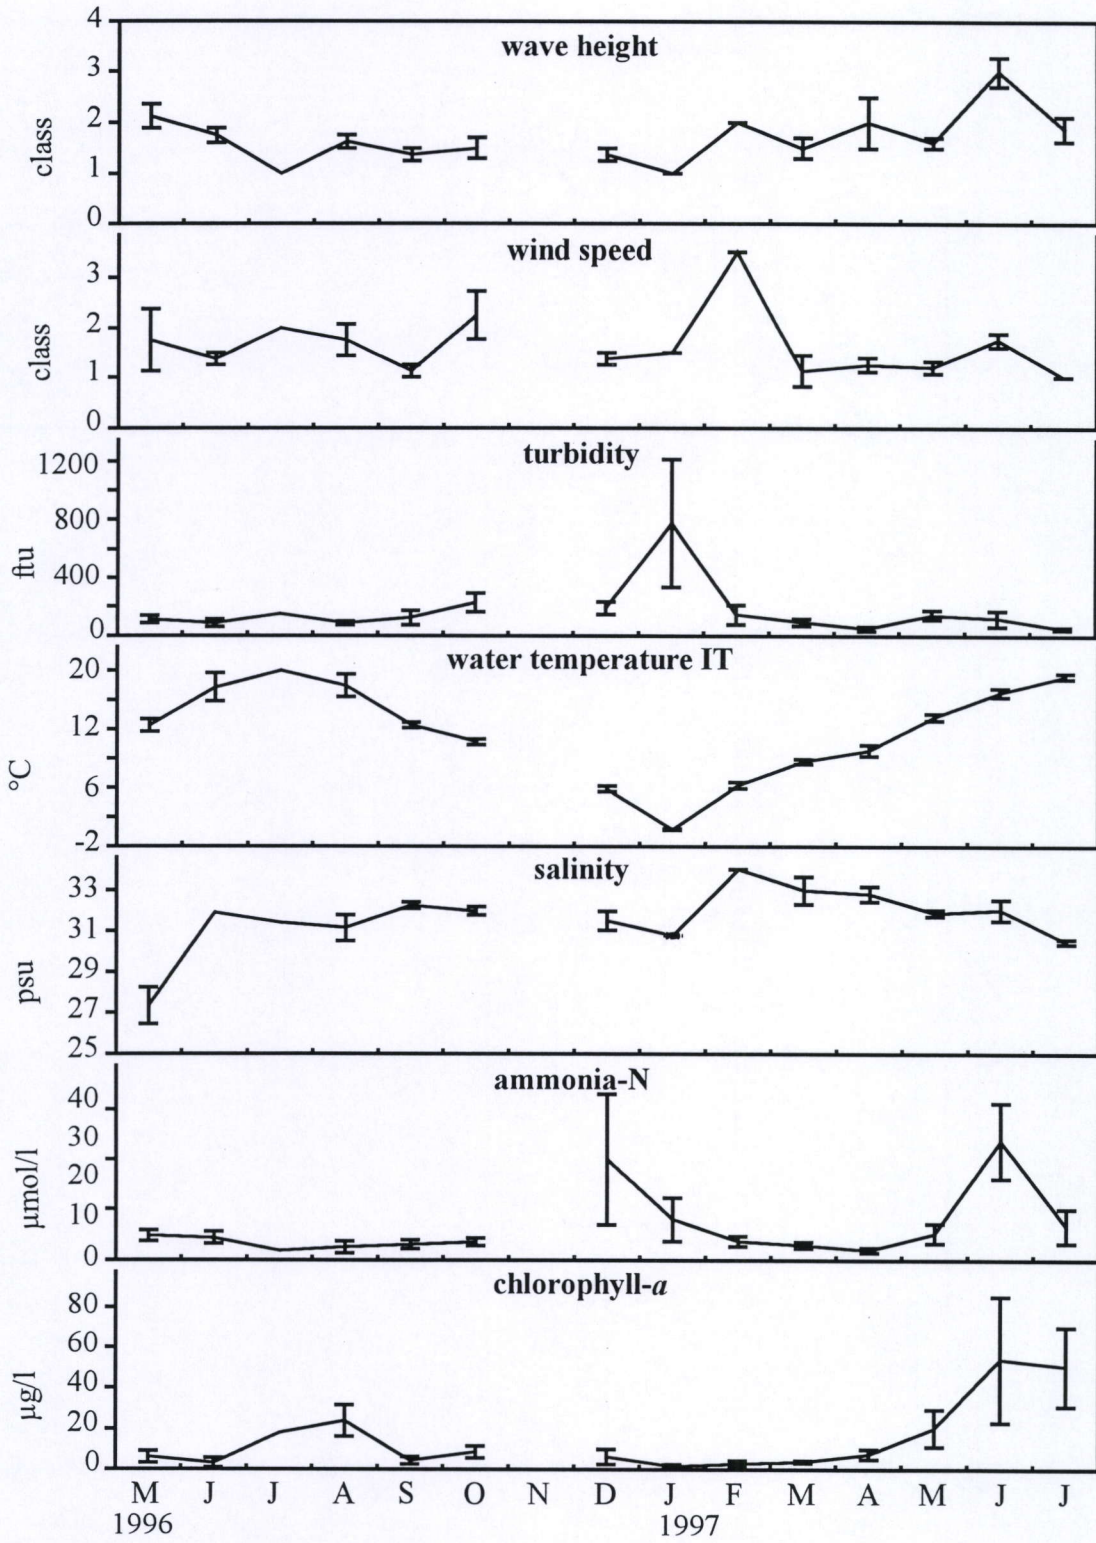 wave height
4
3
2
1
0
class
wind speed
3
2
1
0
class
turbidity
1200
800
400
0
ftu
water temperature IT
20
12
6
-2
°C
salinity
33
31
29
27
25
psu
ammonia-N
40
30
20
10
0
µmol/l
chlorophyll-a
80
60
40
20
0
µg/l
M J J A S O N D J F M A M J J
1996 1997